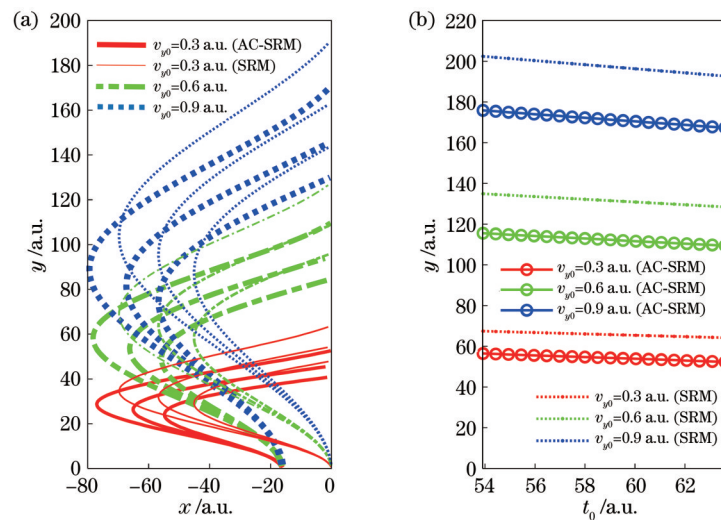 (a)
200
180
160
140
120
100
80
60
40
20
0
y /a.u.
v_y0=0.3 a.u. (AC-SRM)
v_y0=0.3 a.u. (SRM)
v_y0=0.6 a.u.
v_y0=0.9 a.u.
−80 −60 −40 −20 0
x /a.u.
(b)
220
200
180
160
140
120
100
80
60
40
20
0
y /a.u.
v_y0=0.3 a.u. (AC-SRM)
v_y0=0.6 a.u. (AC-SRM)
v_y0=0.9 a.u. (AC-SRM)
v_y0=0.3 a.u. (SRM)
v_y0=0.6 a.u. (SRM)
v_y0=0.9 a.u. (SRM)
54 56 58 60 62
t_0 /a.u.